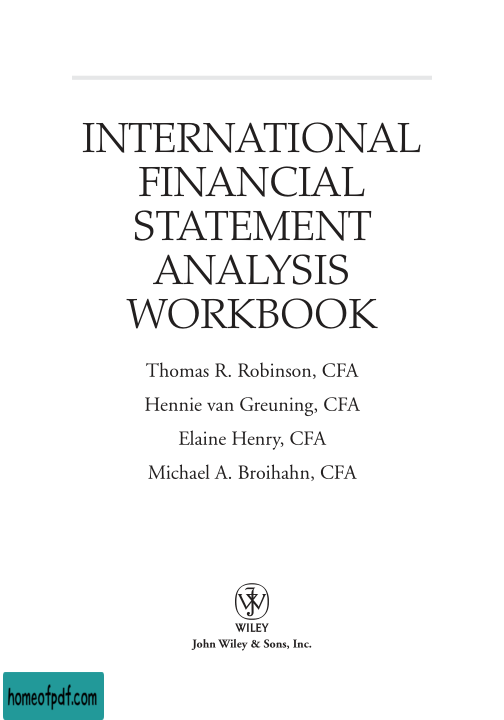 INTERNATIONAL
FINANCIAL
STATEMENT
ANALYSIS
WORKBOOK
Thomas R. Robinson, CFA
Hennie van Greuning, CFA
Elaine Henry, CFA
Michael A. Broihahn, CFA
WILEY
John Wiley & Sons, Inc.
homeofpdf.com